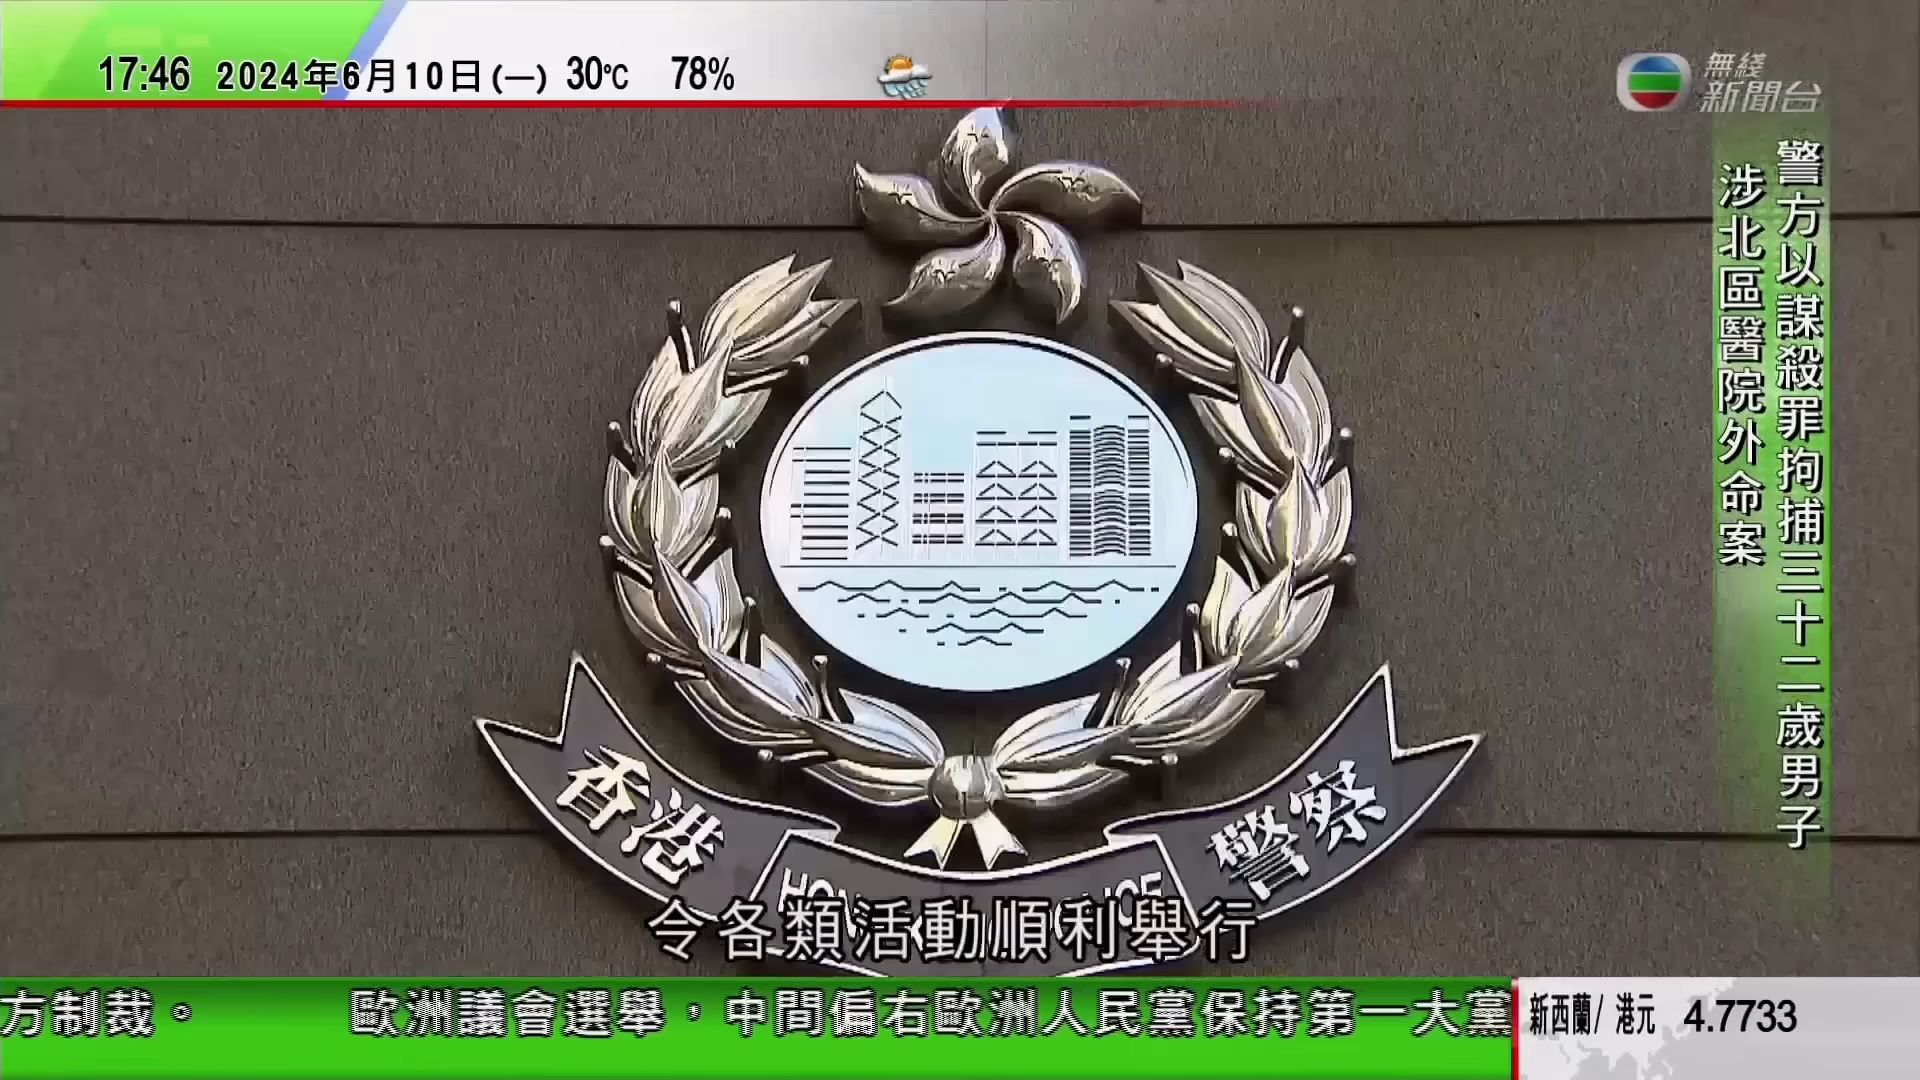 17:46 2024年6月10日(一) 30℃ 78%
無綫
新聞台
警方以謀殺罪拘捕三十二歲男子
涉北區醫院外命案
香港
警察
令各類活動順利舉行
方制裁。 歐洲議會選舉,中間偏右歐洲人民黨保持第一大黨
新西蘭/ 港元 4.7733